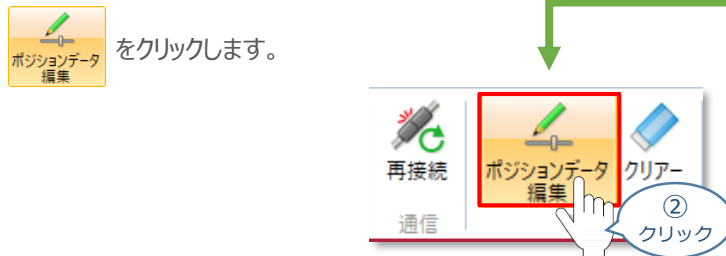 ポジションデータ
編集
をクリックします。
再接続
ポジションデータ
編集
クリアー
通信
②
クリック